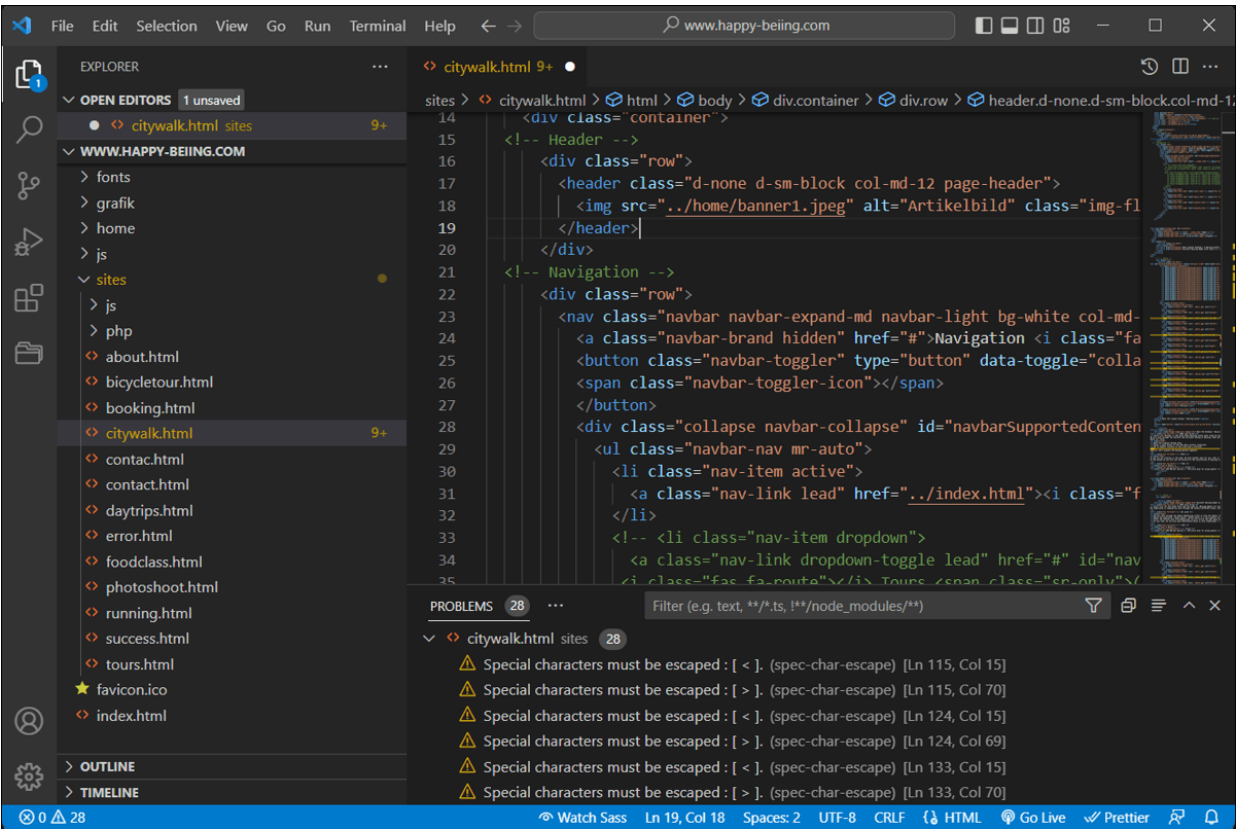 File Edit Selection View Go Run Terminal Help www.happy-beiing.com
EXPLORER
OPEN EDITORS 1 unsaved
citywalk.html sites 9+
WWW.HAPPY-BEIING.COM
fonts
grafik
home
js
sites
js
php
about.html
bicycletour.html
booking.html
citywalk.html 9+
contac.html
contact.html
daytrips.html
error.html
foodclass.html
photoshoot.html
running.html
success.html
tours.html
favicon.ico
index.html
OUTLINE
TIMELINE
1
citywalk.html 9+
sites > citywalk.html > html > body > div.container > div.row > header.d-none.d-sm-block.col-md-12
14 <div class="container">
15 <!-- Header -->
16 <div class="row">
17 <header class="d-none d-sm-block col-md-12 page-header">
18 <img src="../home/banner1.jpeg" alt="Artikelbild" class="img-fl
19 </header>
20 </div>
21 <!-- Navigation -->
22 <div class="row">
23 <nav class="navbar navbar-expand-md navbar-light bg-white col-md-
24 <a class="navbar-brand hidden" href="#">Navigation <i class="fa
25 <button class="navbar-toggler" type="button" data-toggle="colla
26 <span class="navbar-toggler-icon"></span>
27 </button>
28 <div class="collapse navbar-collapse" id="navbarSupportedConten
29 <ul class="navbar-nav mr-auto">
30 <li class="nav-item active">
31 <a class="nav-link lead" href="../index.html"><i class="f
32 </li>
33 <!-- <li class="nav-item dropdown">
34 <a class="nav-link dropdown-toggle lead" href="#" id="nav
35 <i class="fas fa-route"></i> Tours <span class="sr-only">(
PROBLEMS 28 ... Filter (e.g. text, **/*.ts, !**/node_modules/**)
citywalk.html sites 28
Special characters must be escaped : [ < ]. (spec-char-escape) [Ln 115, Col 15]
Special characters must be escaped : [ > ]. (spec-char-escape) [Ln 115, Col 70]
Special characters must be escaped : [ < ]. (spec-char-escape) [Ln 124, Col 15]
Special characters must be escaped : [ > ]. (spec-char-escape) [Ln 124, Col 69]
Special characters must be escaped : [ < ]. (spec-char-escape) [Ln 133, Col 15]
Special characters must be escaped : [ > ]. (spec-char-escape) [Ln 133, Col 70]
0 28 Watch Sass Ln 19, Col 18 Spaces: 2 UTF-8 CRLF HTML Go Live Prettier